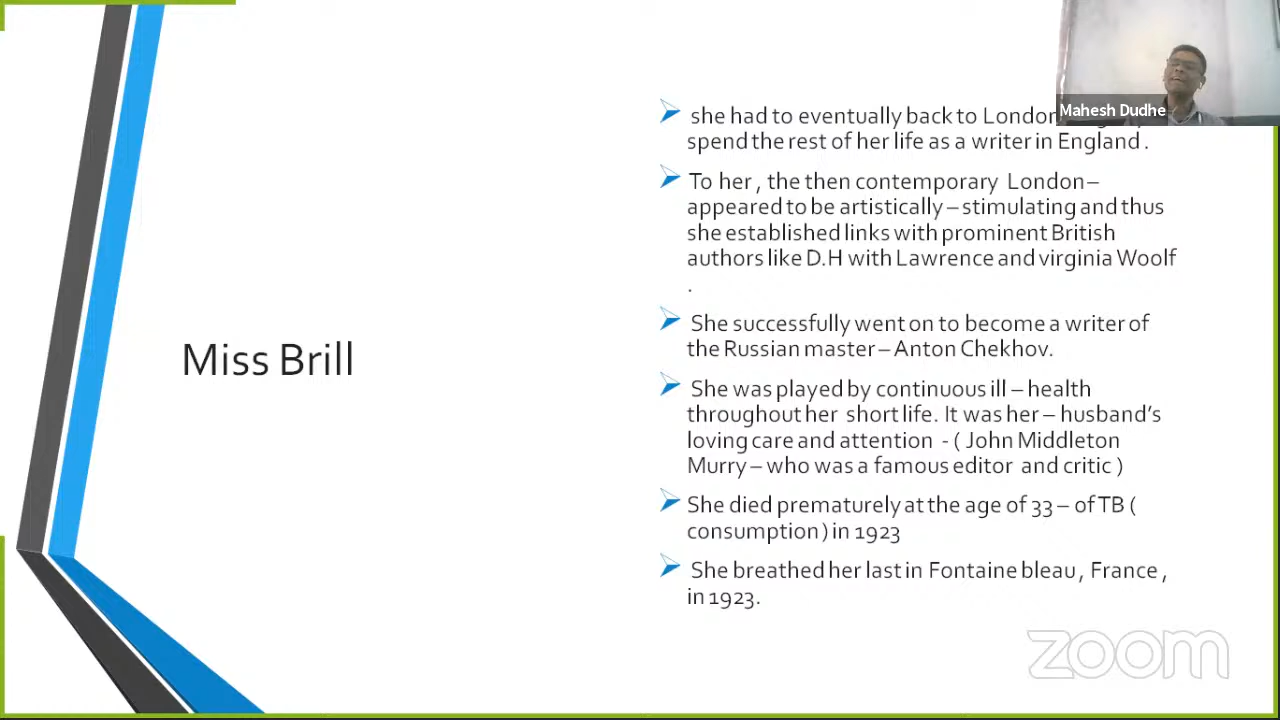 Mahesh Dudhe
Miss Brill
she had to eventually back to London
spend the rest of her life as a writer in England .
To her , the then contemporary London –
appeared to be artistically – stimulating and thus
she established links with prominent British
authors like D.H with Lawrence and virginia Woolf
.
She successfully went on to become a writer of
the Russian master – Anton Chekhov.
She was played by continuous ill – health
throughout her short life. It was her – husband’s
loving care and attention - ( John Middleton
Murry – who was a famous editor and critic )
She died prematurely at the age of 33 – of TB (
consumption ) in 1923
She breathed her last in Fontaine bleau , France ,
in 1923.
zoom